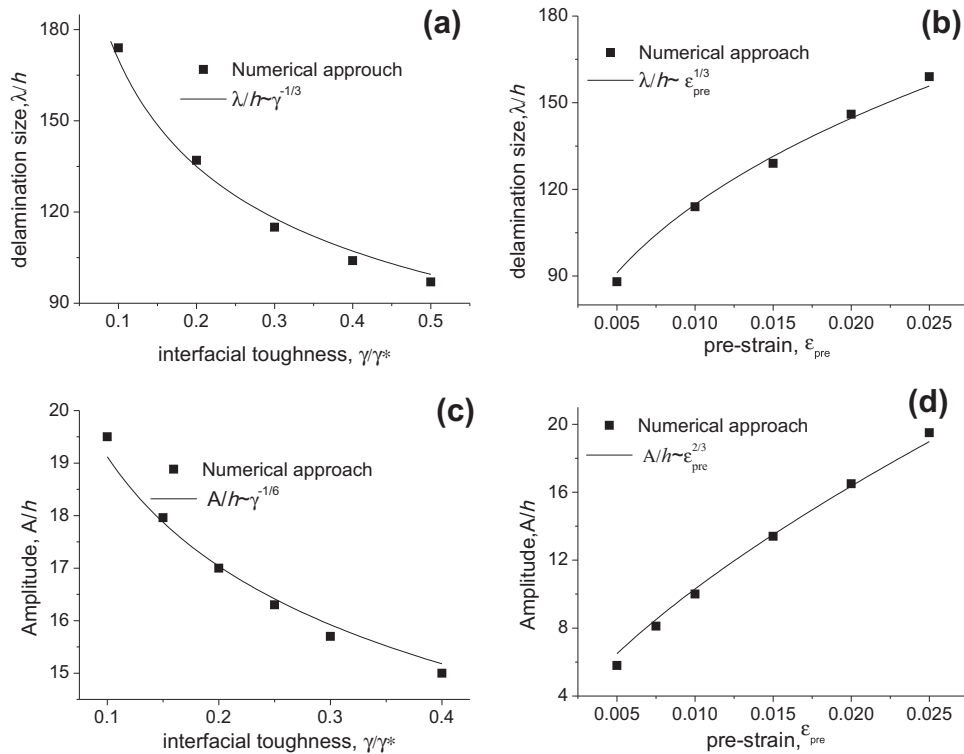 (a)
180
150
120
90
delamination size,λ/h
Numerical approuch
λ/h~γ^-1/3
0.1 0.2 0.3 0.4 0.5
interfacial toughness, γ/γ*
(b)
180
150
120
90
delamination size, λ/h
Numerical approach
λ/h~ ε_pre^1/3
0.005 0.010 0.015 0.020 0.025
pre-strain, ε_pre
(c)
20
19
18
17
16
15
Amplitude, A/h
Numerical approach
A/h~γ^-1/6
0.1 0.2 0.3 0.4
interfacial toughness, γ/γ*
(d)
20
16
12
8
4
Amplitude,A/h
Numerical approach
A/h~ε_pre^2/3
0.005 0.010 0.015 0.020 0.025
pre-strain, ε_pre